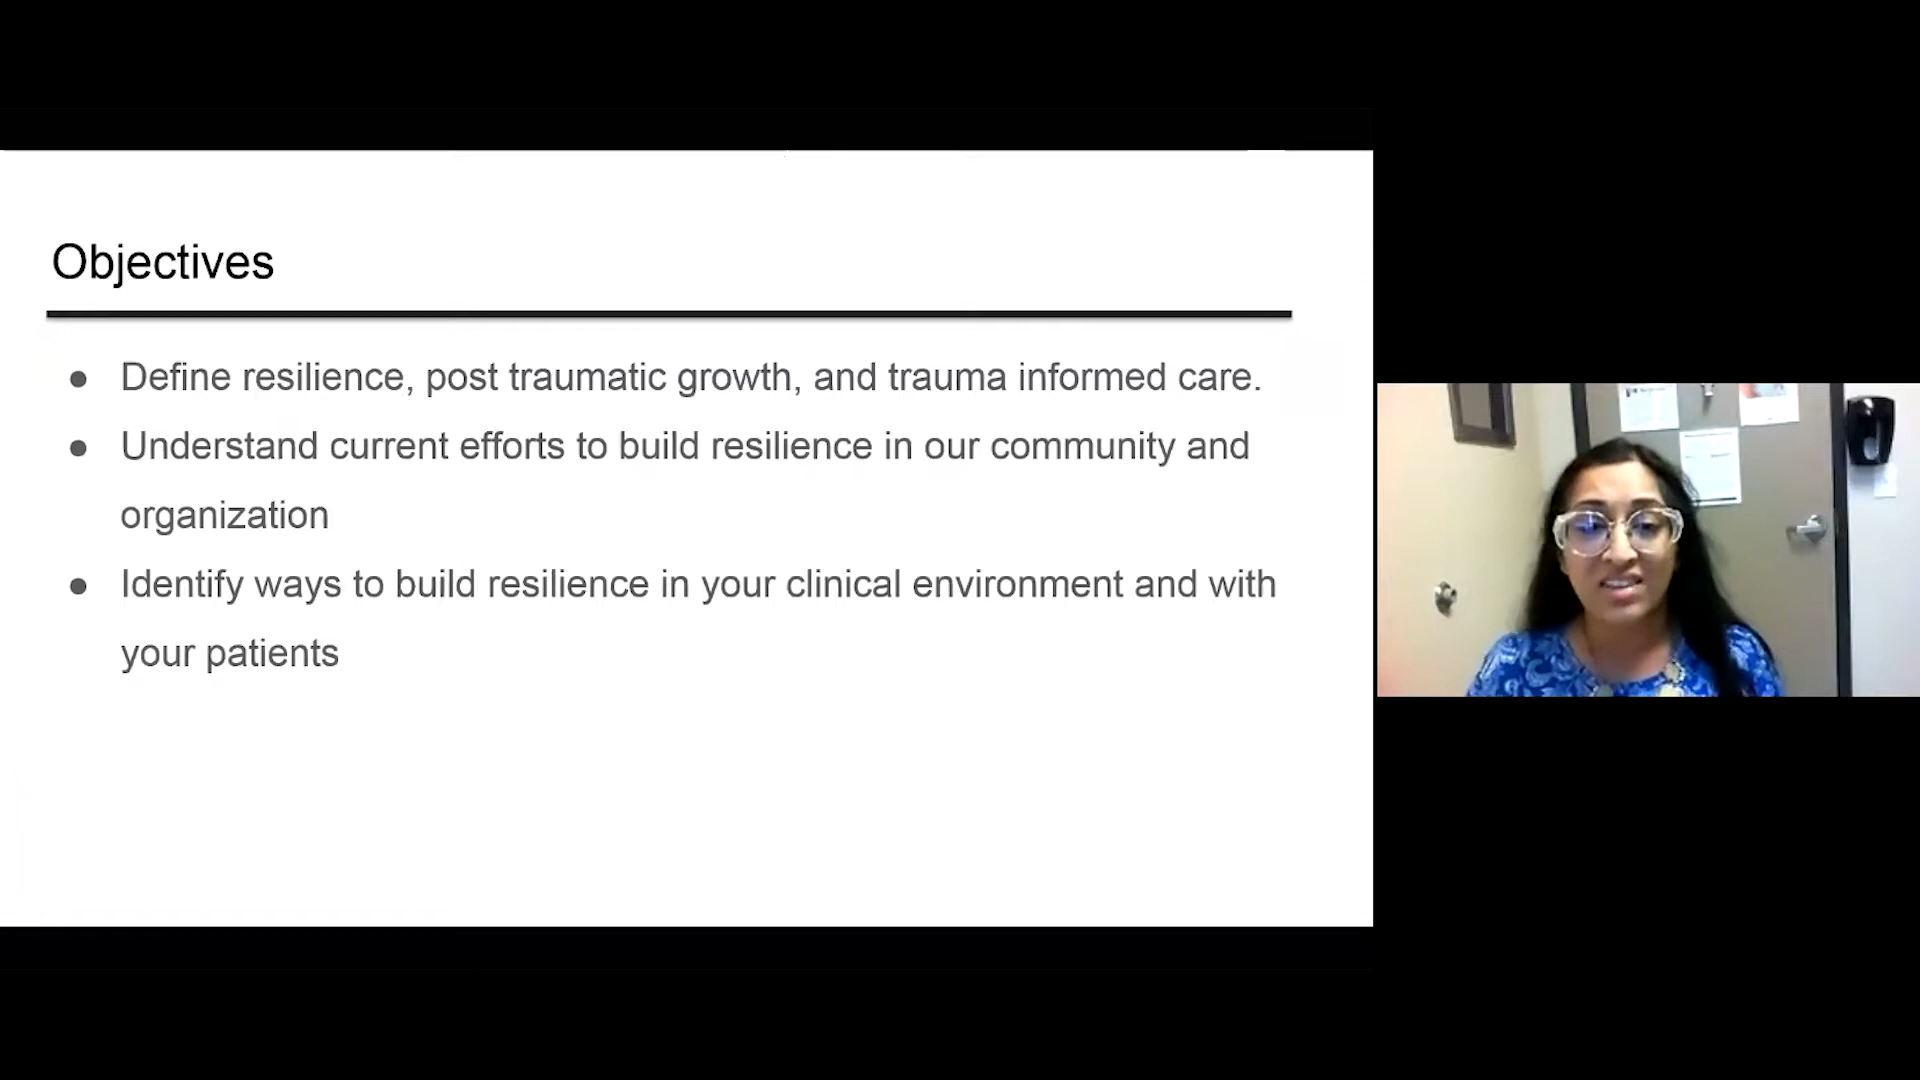 Objectives
● Define resilience, post traumatic growth, and trauma informed care.
● Understand current efforts to build resilience in our community and
organization
● Identify ways to build resilience in your clinical environment and with
your patients